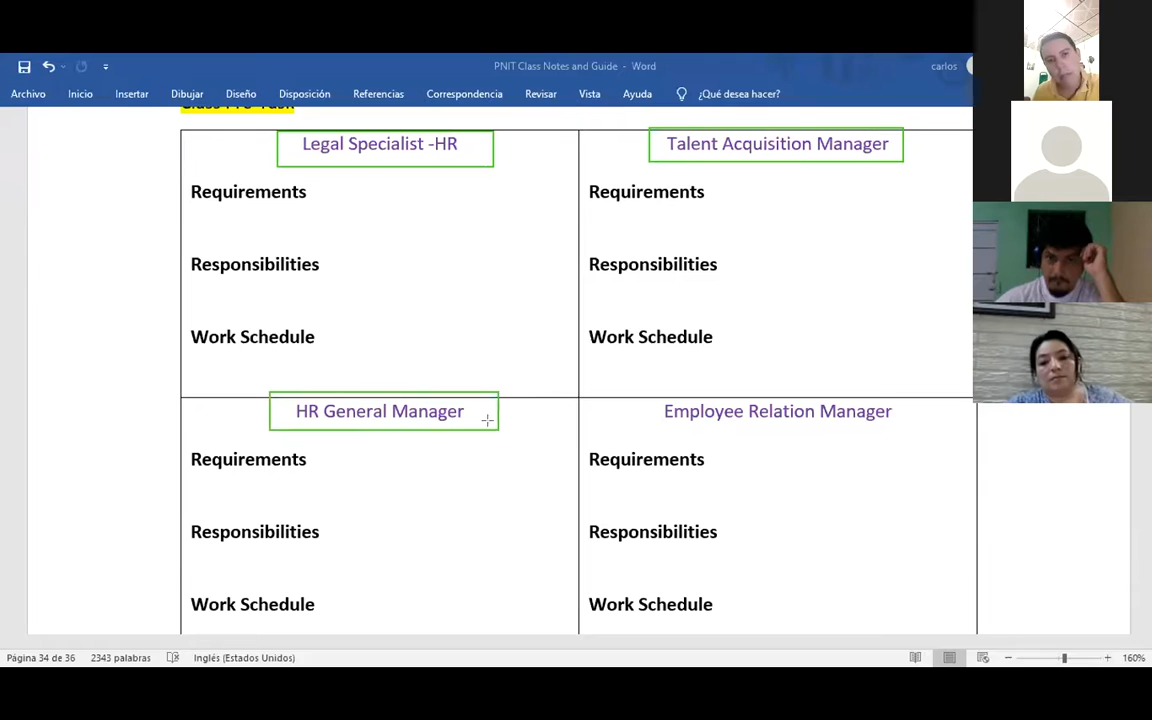 PNIT Class Notes and Guide - Word
carlos
Archivo Inicio Insertar Dibujar Diseño Disposición Referencias Correspondencia Revisar Vista Ayuda ¿Qué desea hacer?
Class Pre-Task
Legal Specialist -HR
Requirements
Responsibilities
Work Schedule
Talent Acquisition Manager
Requirements
Responsibilities
Work Schedule
HR General Manager
Requirements
Responsibilities
Work Schedule
Employee Relation Manager
Requirements
Responsibilities
Work Schedule
Página 34 de 36 2343 palabras Inglés (Estados Unidos) 160%